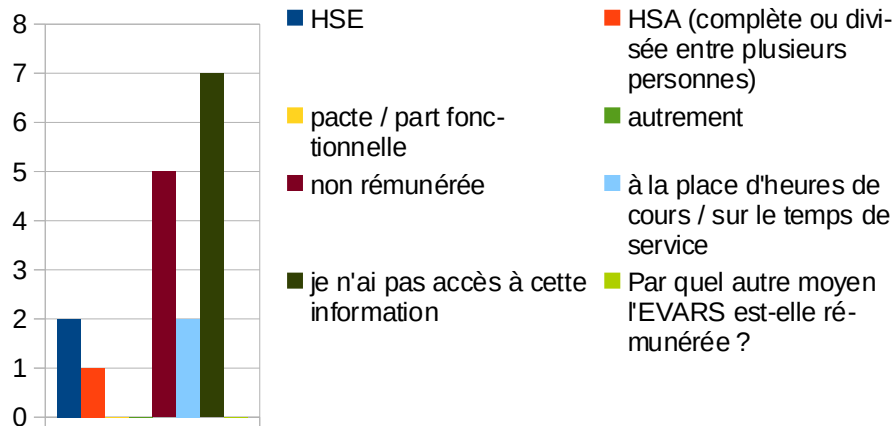 8
7
6
5
4
3
2
1
0
HSE
HSA (complète ou divi-
sée entre plusieurs
personnes)
pacte / part fonc-
tionnelle
autrement
non rémunérée
à la place d'heures de
cours / sur le temps de
service
je n'ai pas accès à cette
information
Par quel autre moyen
l'EVARS est-elle ré-
munérée ?